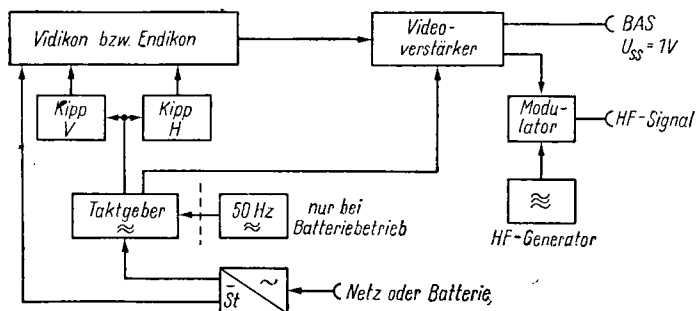 Vidikon bzw. Endikon
Video-
verstärker
BAS
Uss = 1V
Kipp
V
Kipp
H
Modu-
lator
HF-Signal
Taktgeber
≈
50 Hz
≈
nur bei
Batteriebetrieb
≋
HF-Generator
~
St
Netz oder Batterie,